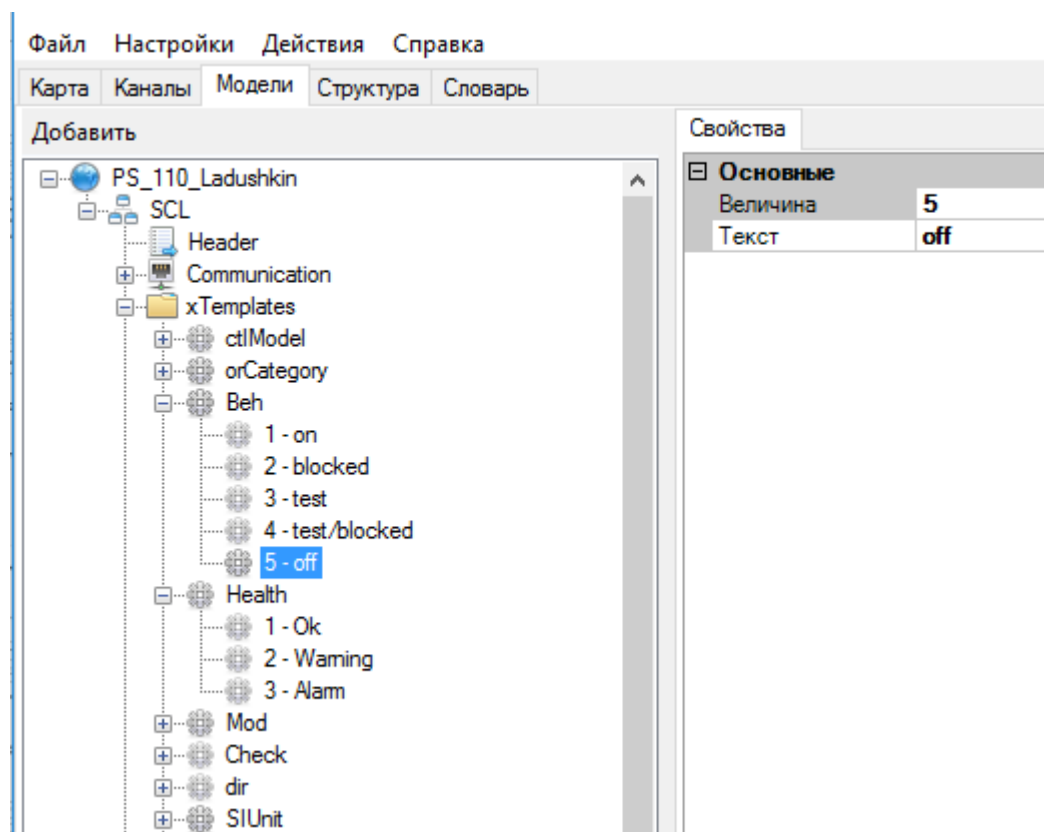 Файл Настройки Действия Справка
Карта Каналы Модели Структура Словарь
Добавить
PS_110_Ladushkin
SCL
Header
Communication
xTemplates
ctlModel
orCategory
Beh
1 - on
2 - blocked
3 - test
4 - test/blocked
5 - off
Health
1 - Ok
2 - Warning
3 - Alarm
Mod
Check
dir
SIUnit
Свойства
Основные
Величина 5
Текст off